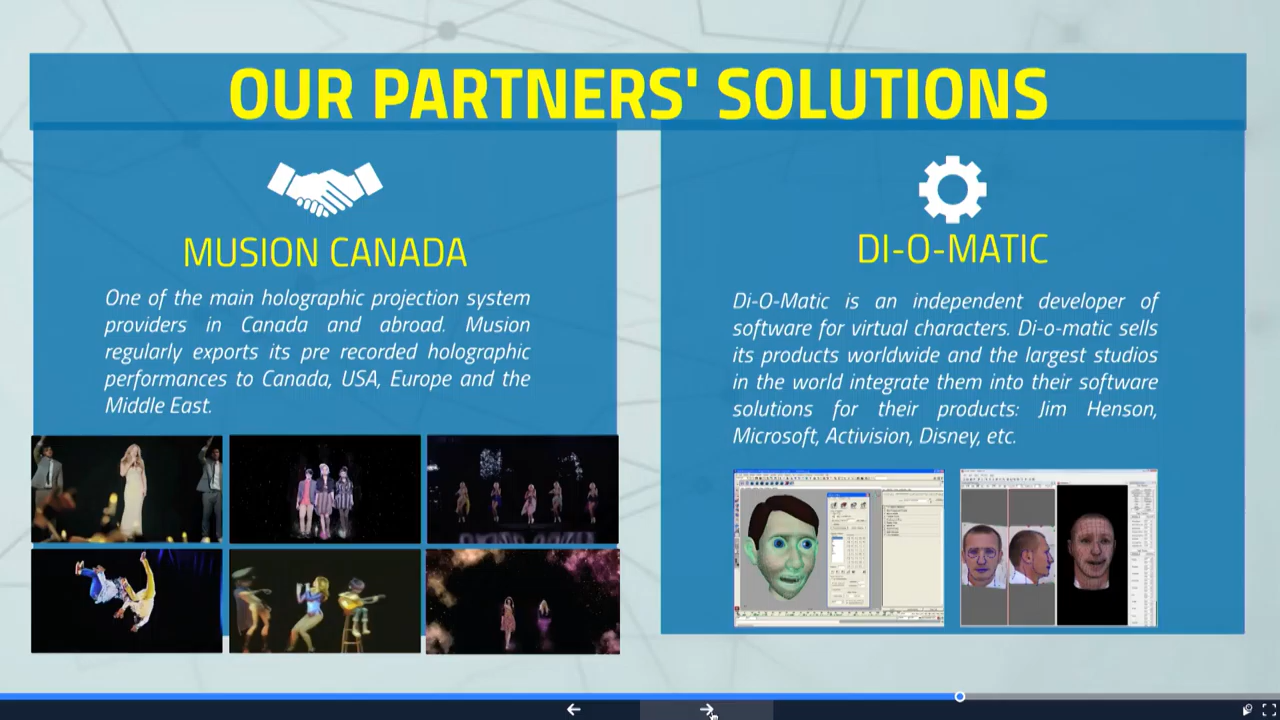 OUR PARTNERS' SOLUTIONS
MUSION CANADA
One of the main holographic projection system
providers in Canada and abroad. Musion
regularly exports its pre recorded holographic
performances to Canada, USA, Europe and the
Middle East.
DI-O-MATIC
Di-O-Matic is an independent developer of
software for virtual characters. Di-o-matic sells
its products worldwide and the largest studios
in the world integrate them into their software
solutions for their products: Jim Henson,
Microsoft, Activision, Disney, etc.